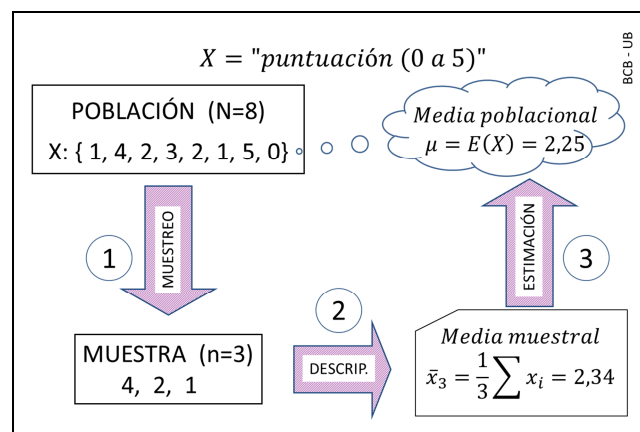 X = "puntuación (0 a 5)"
BCB - UB
POBLACIÓN (N=8)
X: { 1, 4, 2, 3, 2, 1, 5, 0}
Media poblacional
μ = E(X) = 2,25
1
MUESTREO
ESTIMACIÓN
3
2
MUESTRA (n=3)
4, 2, 1
DESCRIP.
Media muestral
x̄₃ = 1/3 ∑ xᵢ = 2,34